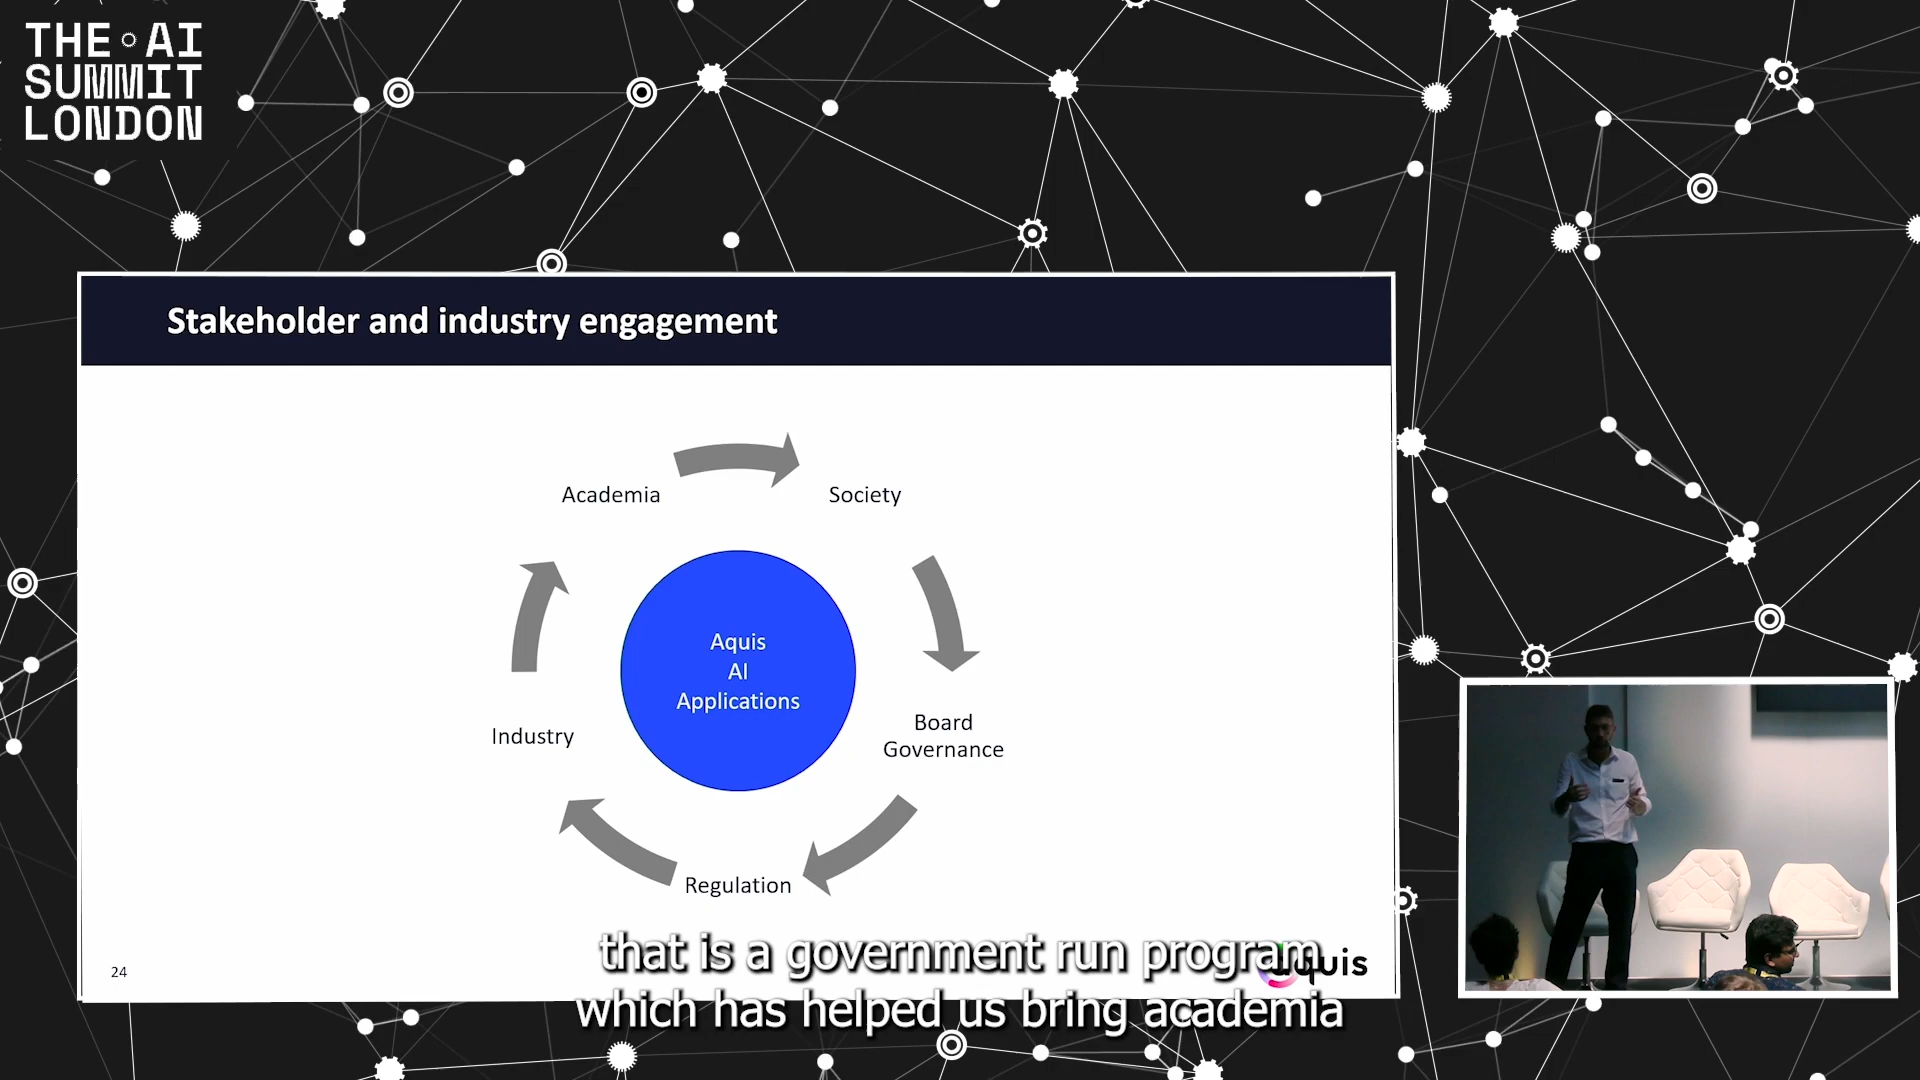 THE AI
SUMMIT
LONDON
Stakeholder and industry engagement
Academia
Society
Aquis
AI
Applications
Board
Governance
Industry
Regulation
24
aquis
that is a government run program
which has helped us bring academia